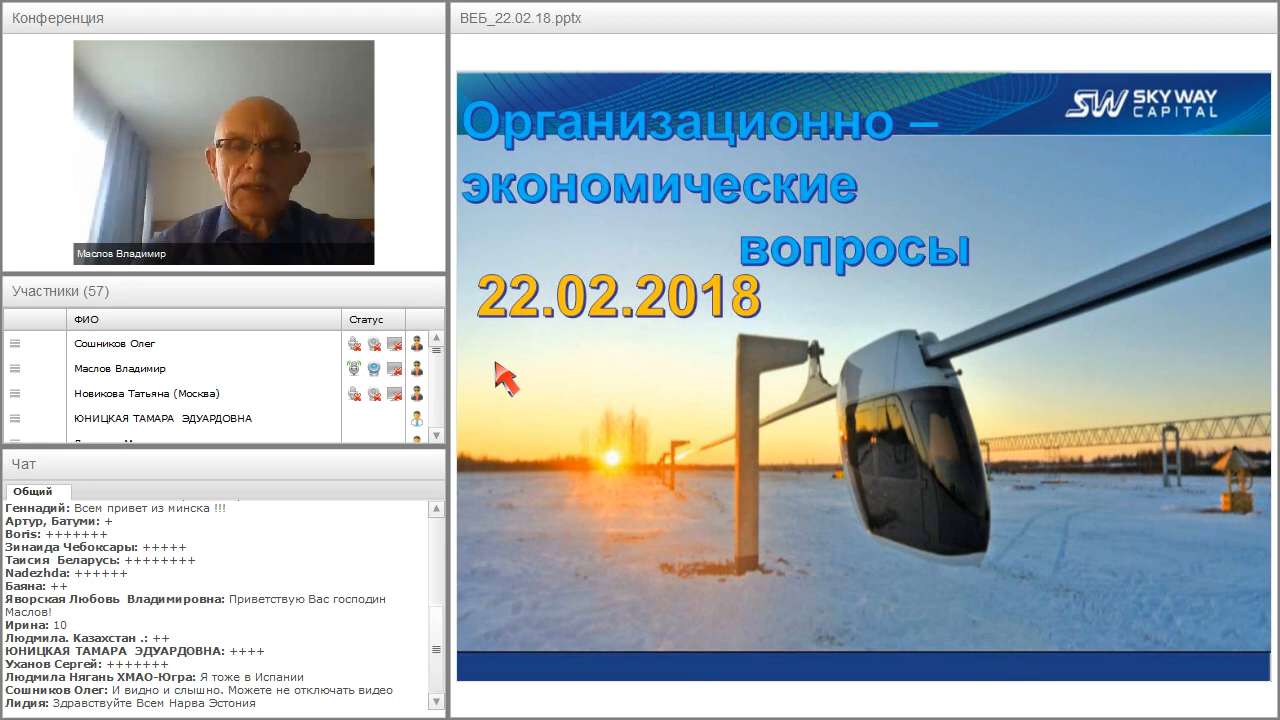 Конференция
Маслов Владимир
Участники (57)
ФИО
Статус
Сошников Олег
Маслов Владимир
Новикова Татьяна (Москва)
ЮНИЦКАЯ ТАМАРА ЭДУАРДОВНА
Чат
Общий
Геннадий: Всем привет из минска !!!
Артур, Батуми: +
Boris: +++++++
Зинаида Чебоксары: +++++
Таисия Беларусь: ++++++++
Nadezhda: ++++++
Баяна: ++
Яворская Любовь Владимировна: Приветствую Вас господин
Маслов!
Ирина: 10
Людмила. Казахстан .: ++
ЮНИЦКАЯ ТАМАРА ЭДУАРДОВНА: ++++
Уханов Сергей: +++++++
Людмила Нягань ХМАО-Югра: Я тоже в Испании
Сошников Олег: И видно и слышно. Можете не отключать видео
Лидия: Здравствуйте Всем Нарва Эстония
ВЕБ_22.02.18.pptx
SW SKY WAY
CAPITAL
Организационно –
экономические
вопросы
22.02.2018